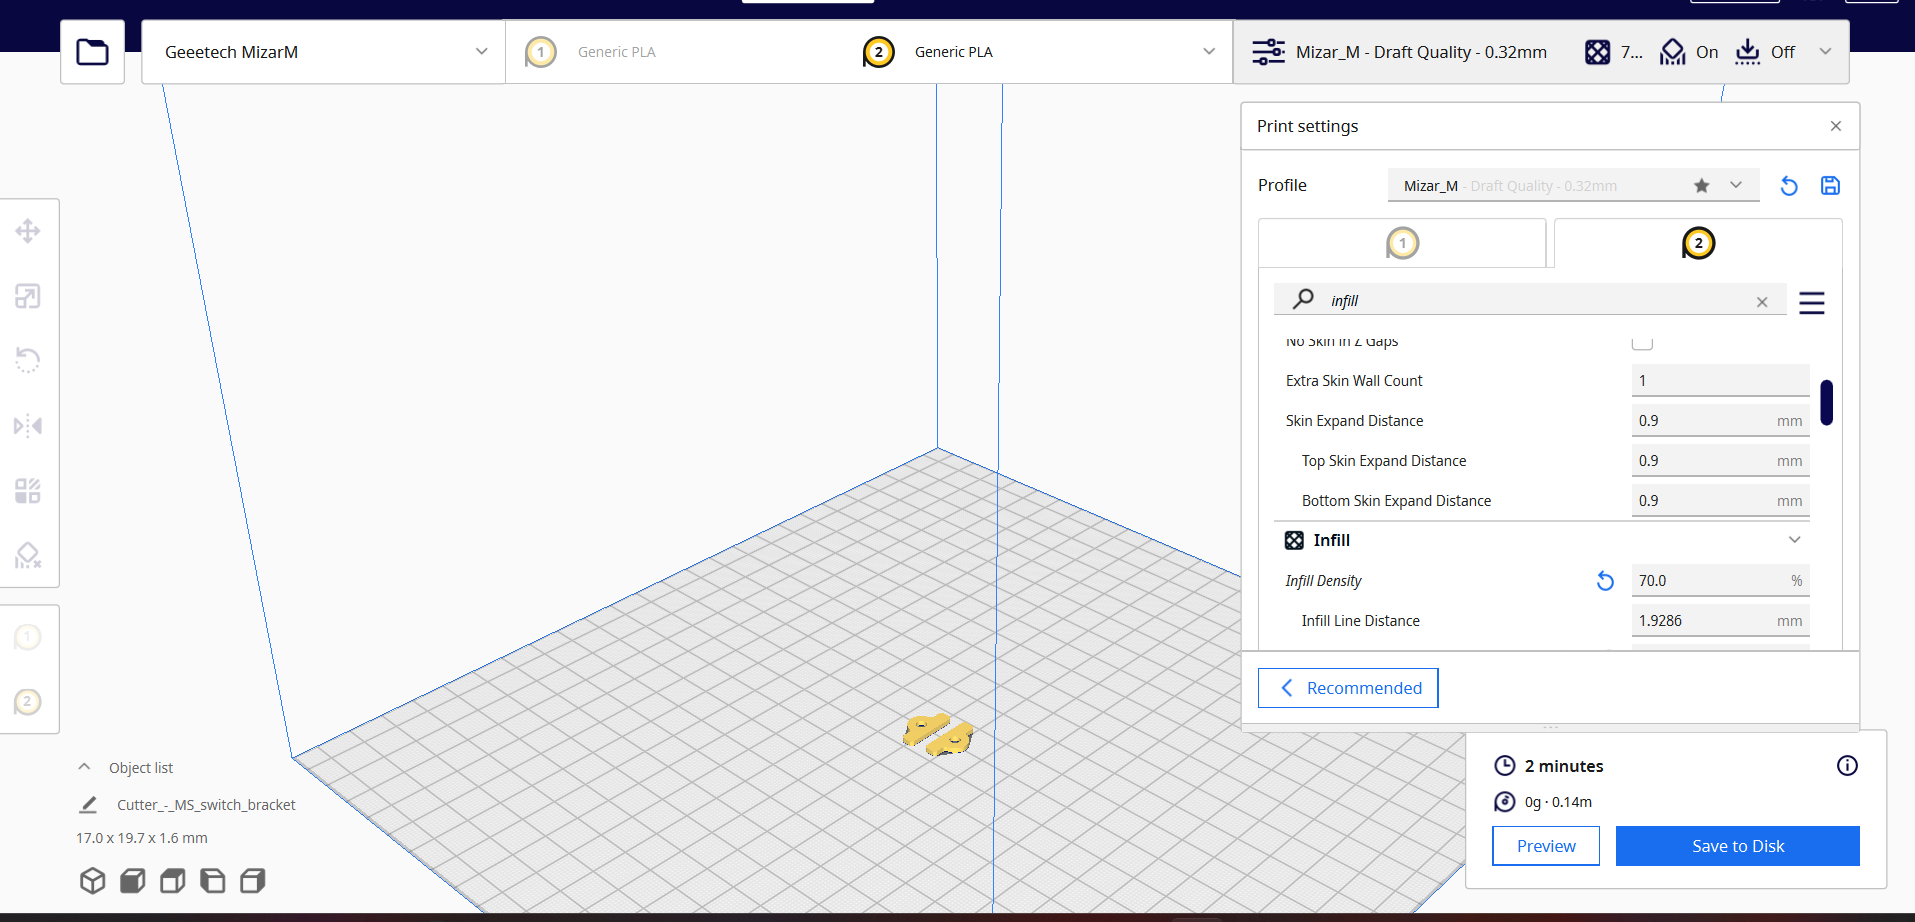 Geeetech MizarM
1 Generic PLA
2 Generic PLA
Mizar_M - Draft Quality - 0.32mm
7...
On
Off
Print settings
Profile
Mizar_M - Draft Quality - 0.32mm
1
2
infill
No Skin in Z Gaps
Extra Skin Wall Count 1
Skin Expand Distance 0.9 mm
Top Skin Expand Distance 0.9 mm
Bottom Skin Expand Distance 0.9 mm
Infill
Infill Density 70.0 %
Infill Line Distance 1.9286 mm
Recommended
1
2
Object list
Cutter_-_MS_switch_bracket
17.0 x 19.7 x 1.6 mm
2 minutes
0g · 0.14m
Preview
Save to Disk